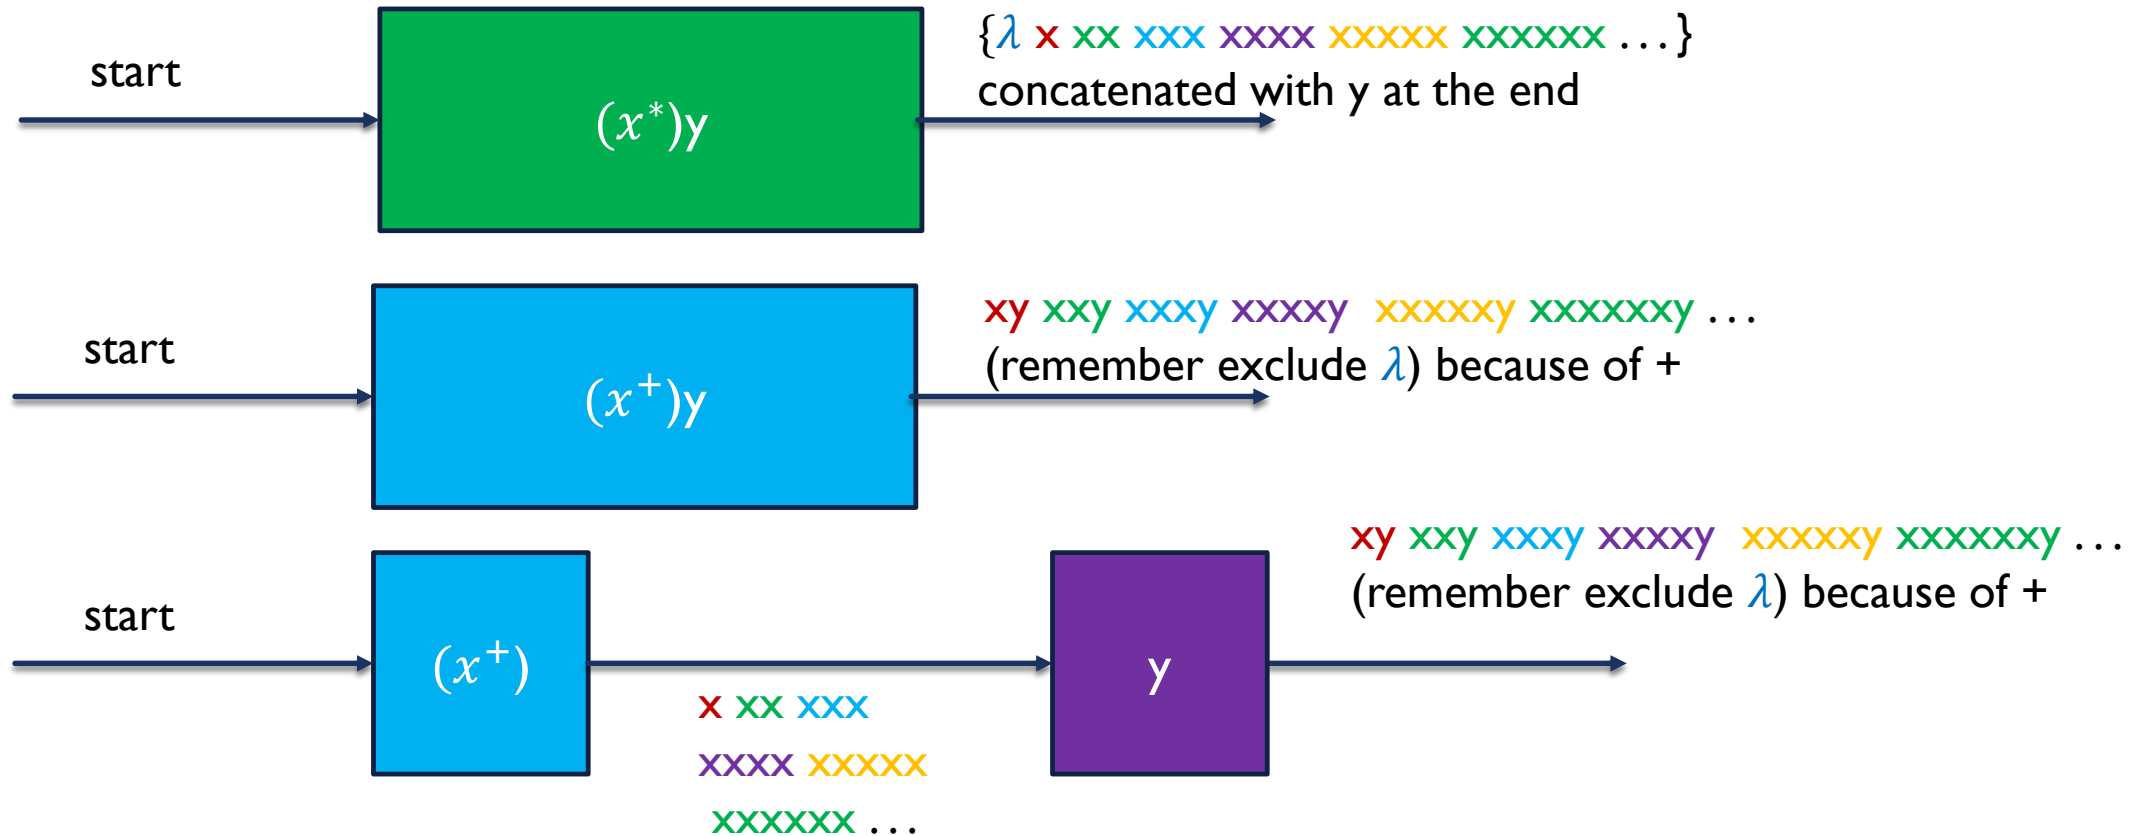 start
(x*)y
{λ x xx xxx xxxx xxxxx xxxxxx ...}
concatenated with y at the end
start
(x⁺)y
xy xxy xxxy xxxxy xxxxxy xxxxxxy ...
(remember exclude λ) because of +
start
(x⁺)
x xx xxx
xxxx xxxxx
xxxxxx ...
y
xy xxy xxxy xxxxy xxxxxy xxxxxxy ...
(remember exclude λ) because of +